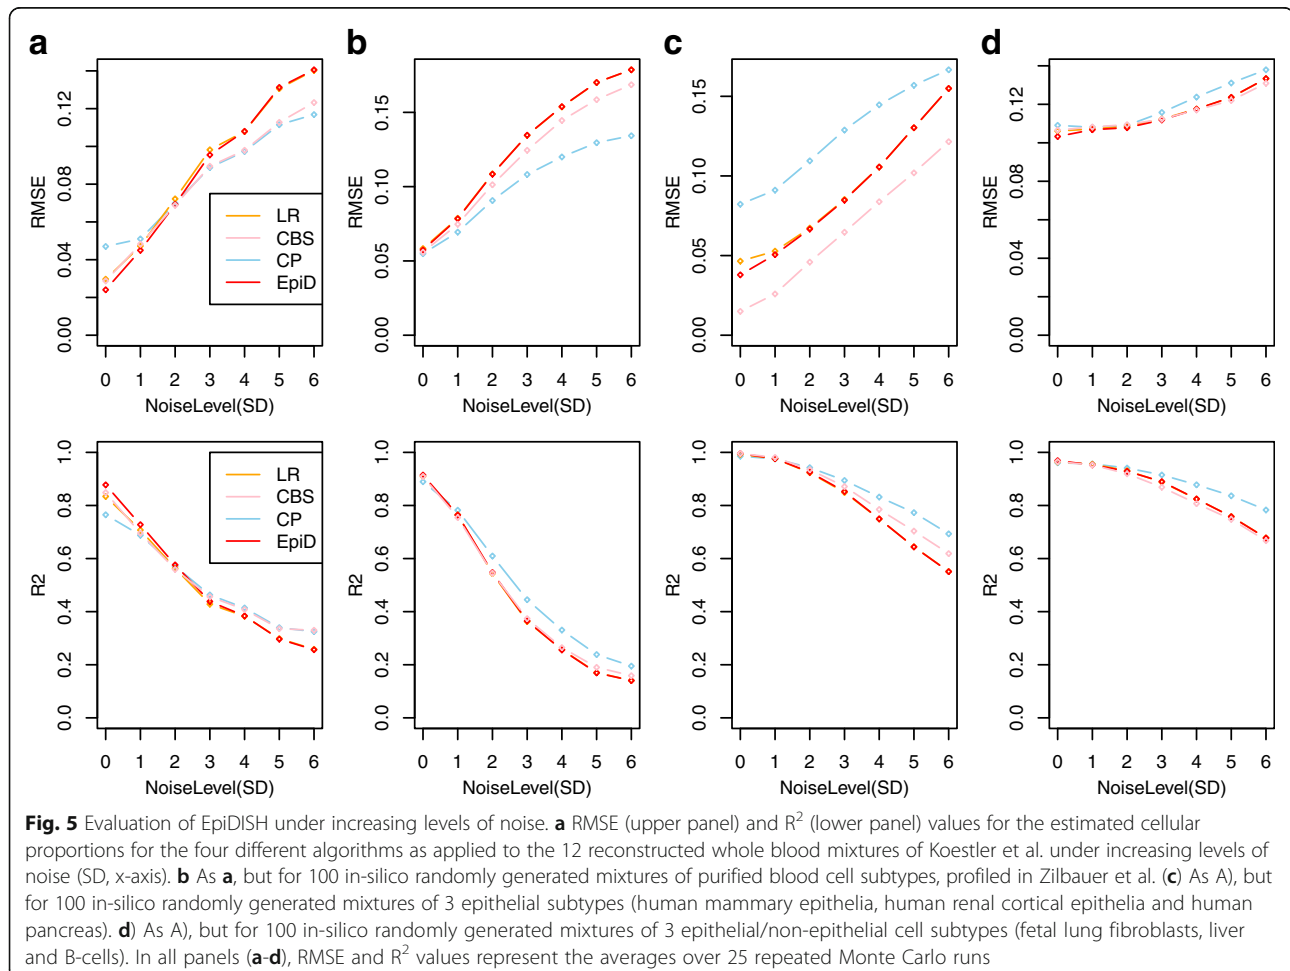 a b c d
RMSE
0.00 0.04 0.08 0.12
LR
CBS
CP
EpiD
0 1 2 3 4 5 6
NoiseLevel(SD)
RMSE
0.00 0.05 0.10 0.15
0 1 2 3 4 5 6
NoiseLevel(SD)
RMSE
0.00 0.05 0.10 0.15
0 1 2 3 4 5 6
NoiseLevel(SD)
RMSE
0.00 0.04 0.08 0.12
0 1 2 3 4 5 6
NoiseLevel(SD)
R2
0.0 0.2 0.4 0.6 0.8 1.0
LR
CBS
CP
EpiD
0 1 2 3 4 5 6
NoiseLevel(SD)
R2
0.0 0.2 0.4 0.6 0.8 1.0
0 1 2 3 4 5 6
NoiseLevel(SD)
R2
0.0 0.2 0.4 0.6 0.8 1.0
0 1 2 3 4 5 6
NoiseLevel(SD)
R2
0.0 0.2 0.4 0.6 0.8 1.0
0 1 2 3 4 5 6
NoiseLevel(SD)
Fig. 5 Evaluation of EpiDISH under increasing levels of noise. a RMSE (upper panel) and R² (lower panel) values for the estimated cellular
proportions for the four different algorithms as applied to the 12 reconstructed whole blood mixtures of Koestler et al. under increasing levels of
noise (SD, x-axis). b As a, but for 100 in-silico randomly generated mixtures of purified blood cell subtypes, profiled in Zilbauer et al. (c) As A), but
for 100 in-silico randomly generated mixtures of 3 epithelial subtypes (human mammary epithelia, human renal cortical epithelia and human
pancreas). d) As A), but for 100 in-silico randomly generated mixtures of 3 epithelial/non-epithelial cell subtypes (fetal lung fibroblasts, liver
and B-cells). In all panels (a-d), RMSE and R² values represent the averages over 25 repeated Monte Carlo runs